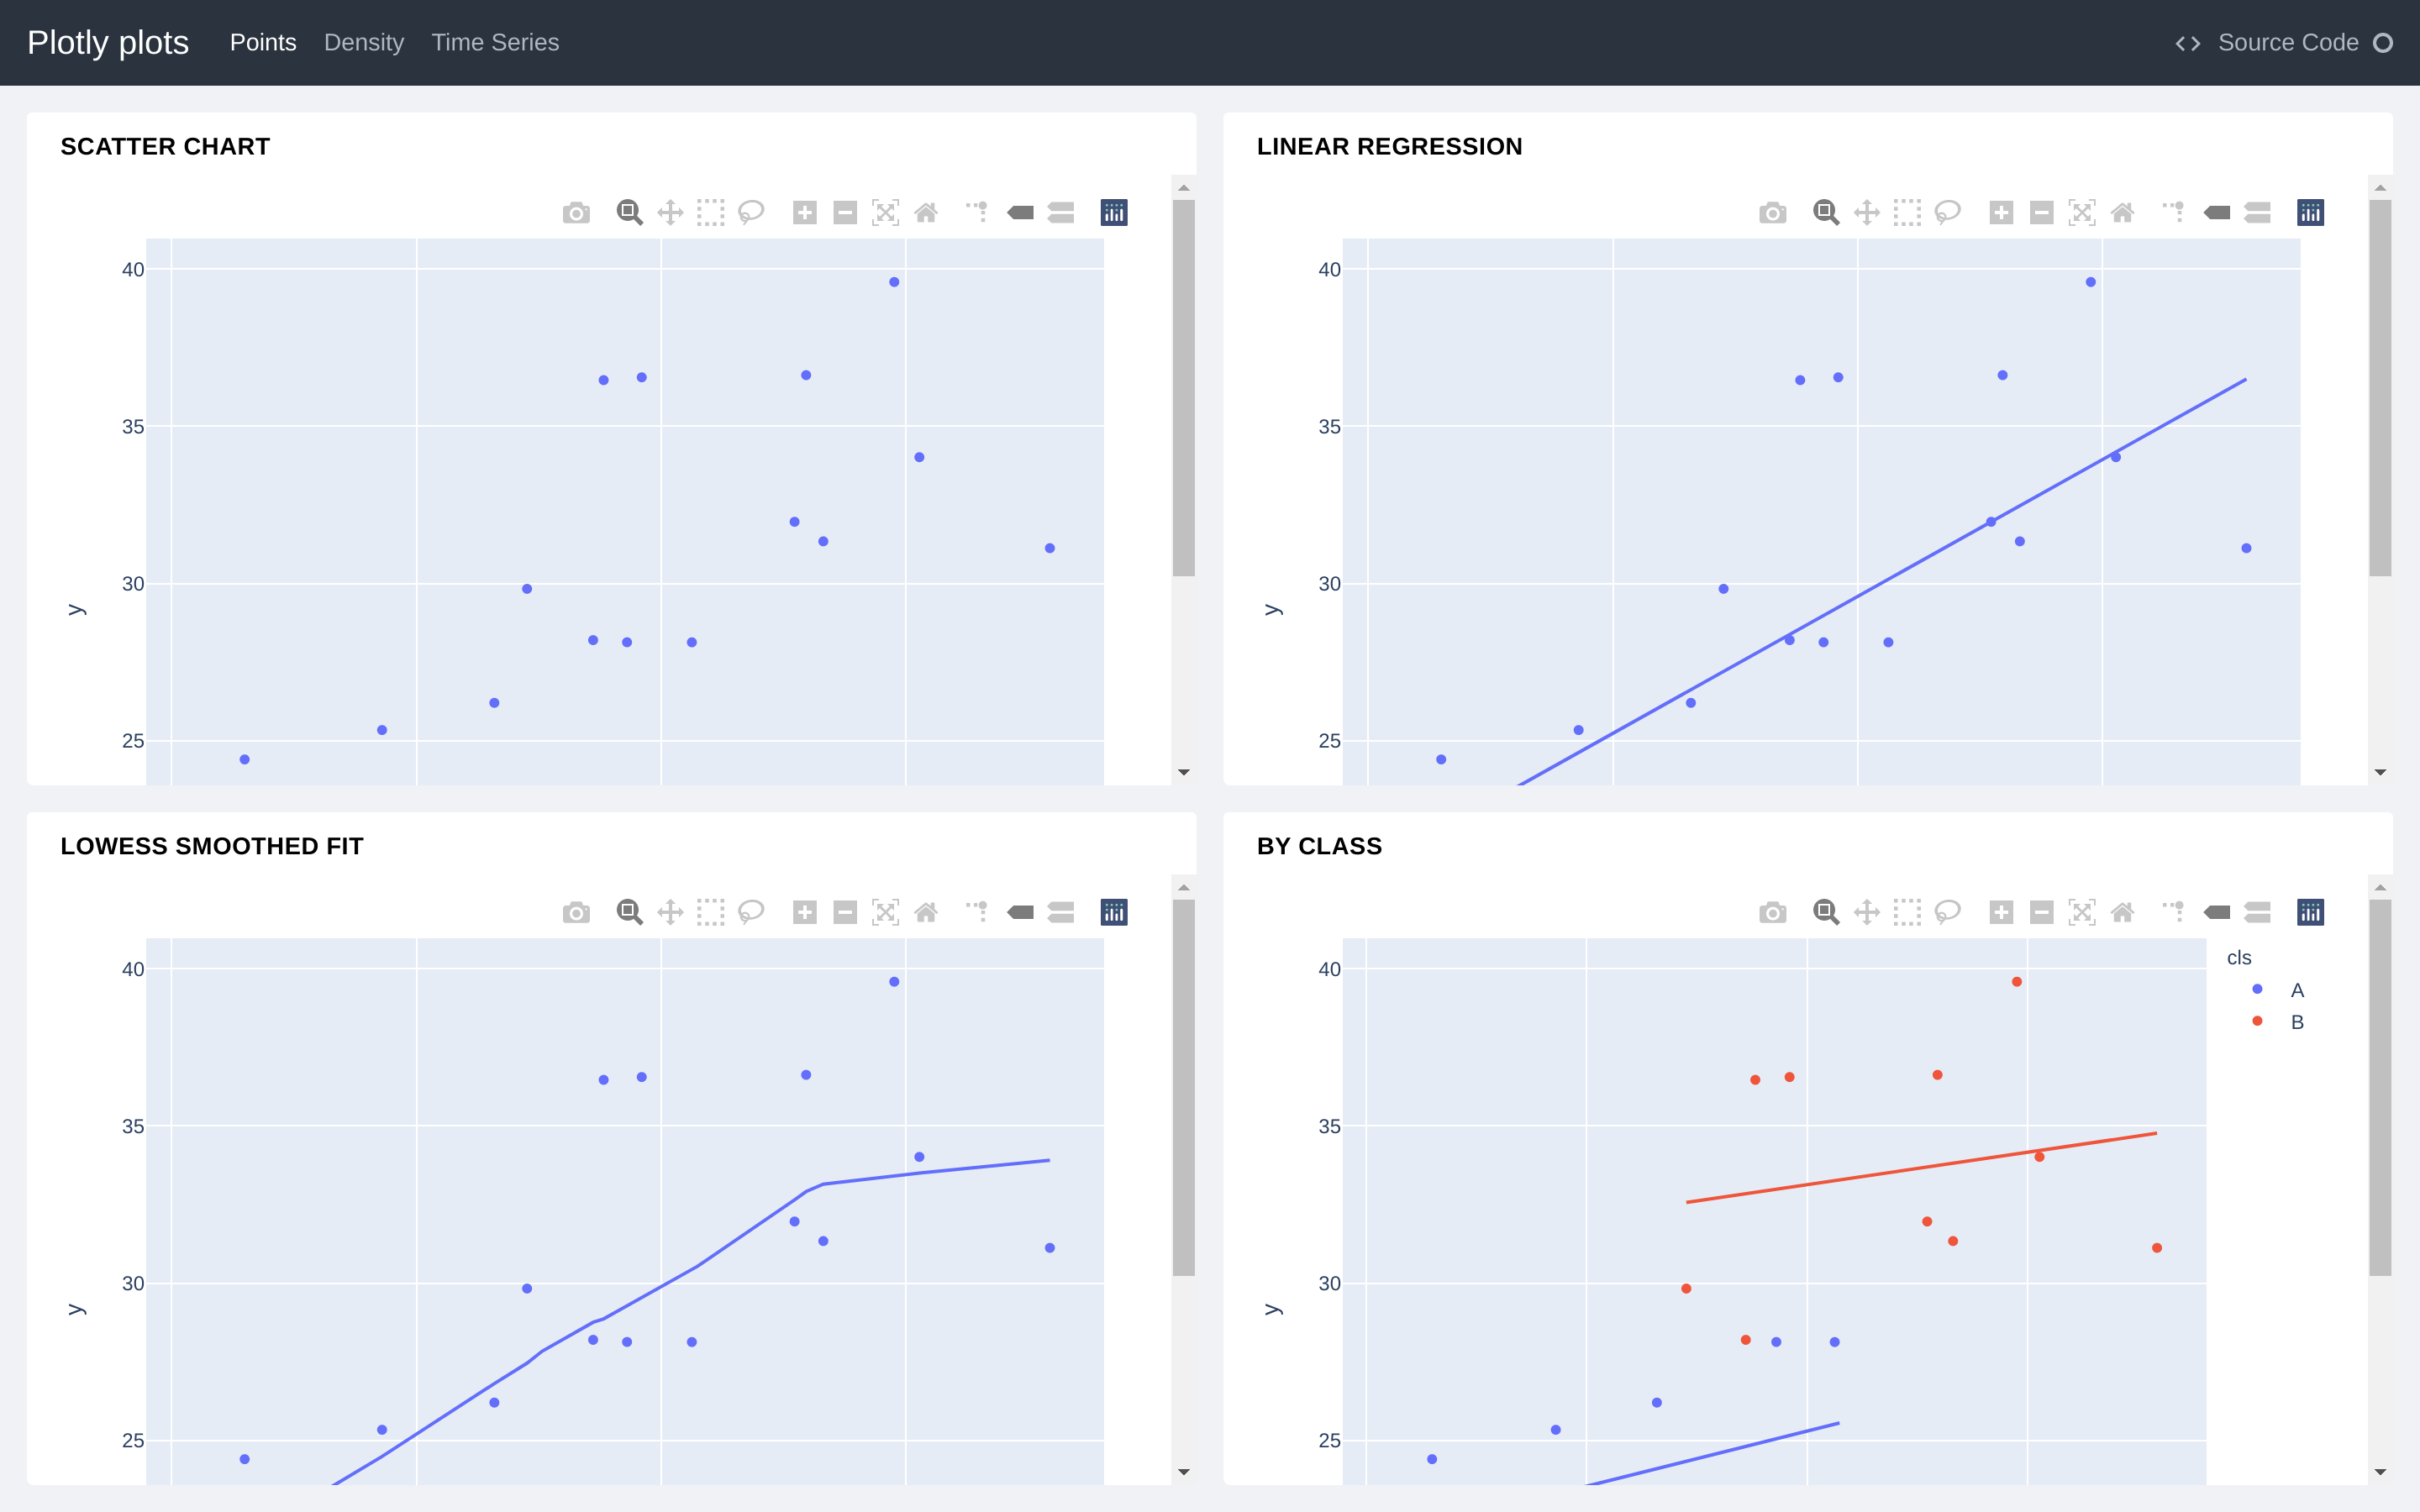 Plotly plots Points Density Time Series Source Code
SCATTER CHART
40
35
30
25
y
LINEAR REGRESSION
40
35
30
25
y
LOWESS SMOOTHED FIT
40
35
30
25
y
BY CLASS
40
35
30
25
y
cls
A
B